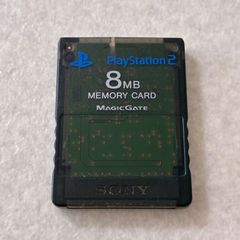 PlayStation 2
8MB
MEMORY CARD
MAGICGATE
SONY